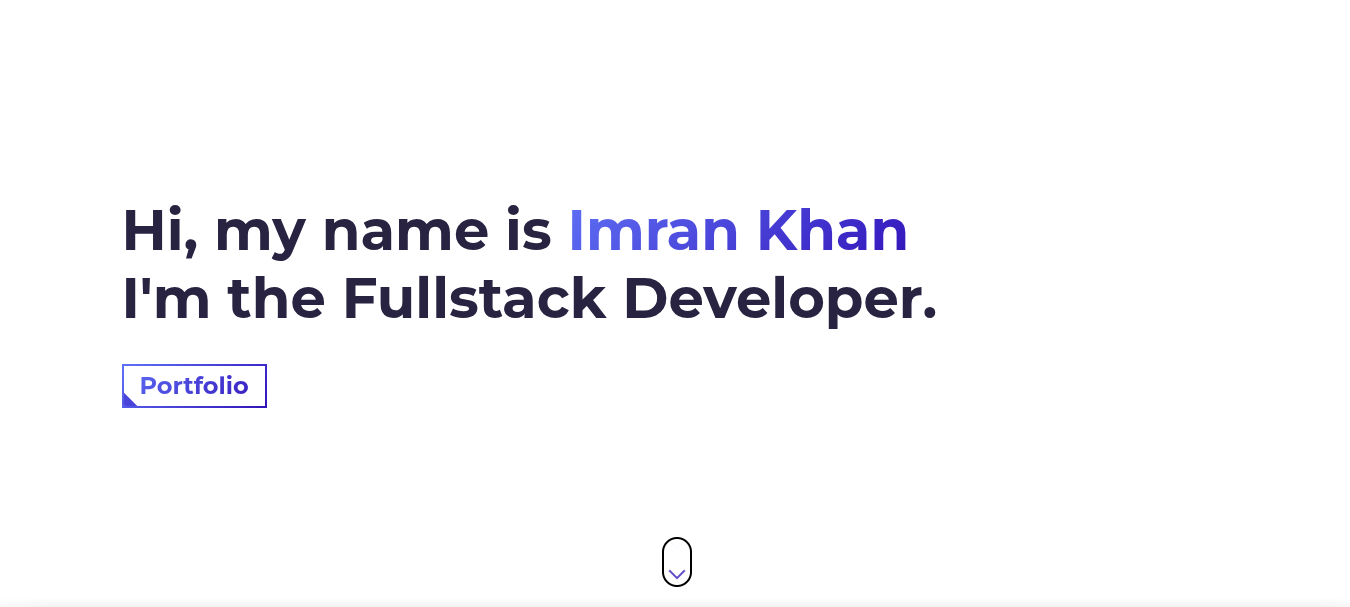 Hi, my name is Imran Khan
I'm the Fullstack Developer.
Portfolio